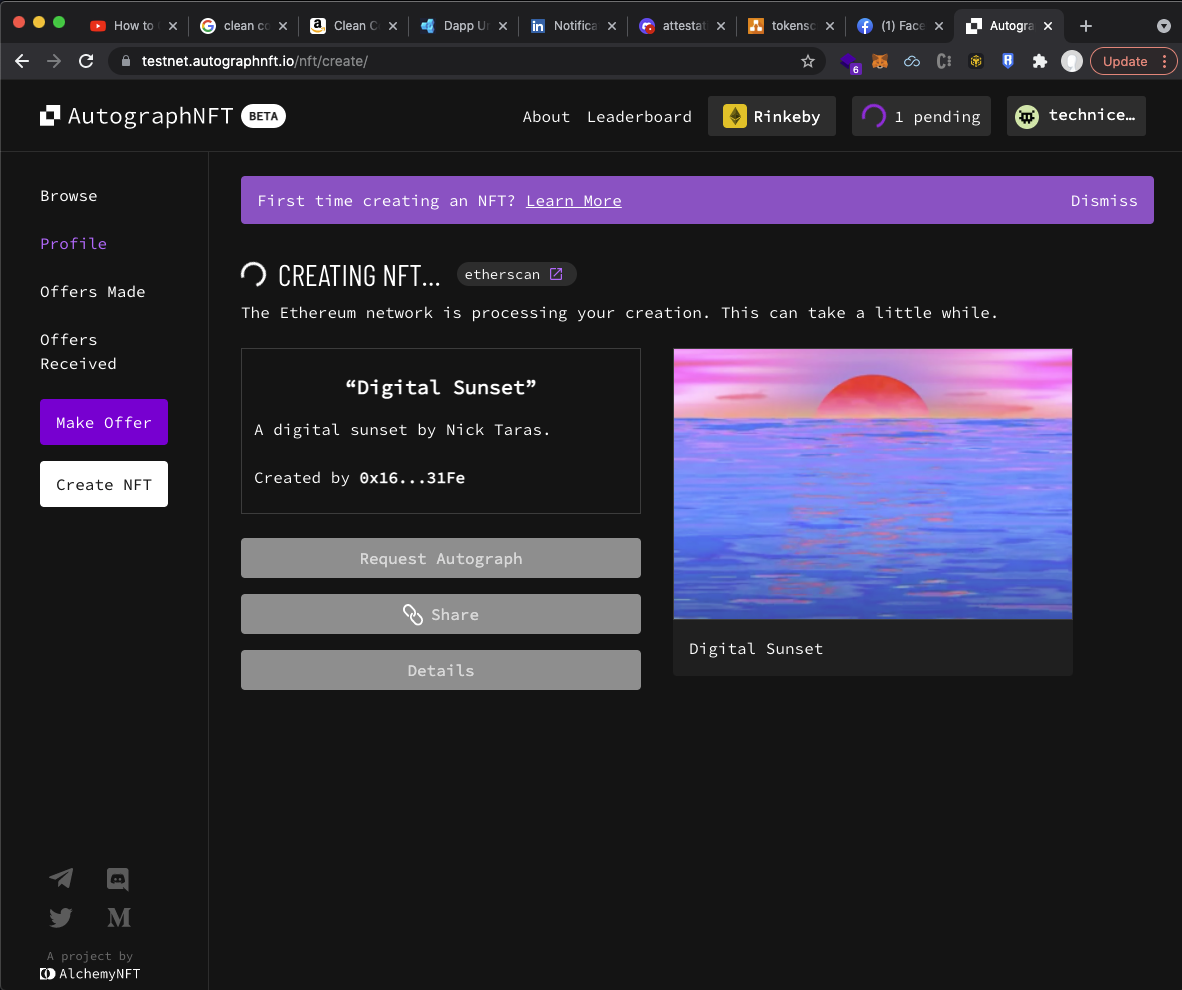 How to
clean co
Clean C
Dapp U
Notifica
attestat
tokensc
(1) Face
Autogra
testnet.autographnft.io/nft/create/
6
Update
AutographNFT BETA
About
Leaderboard
Rinkeby
1 pending
technice…
Browse
Profile
Offers Made
Offers
Received
Make Offer
Create NFT
First time creating an NFT? Learn More
Dismiss
CREATING NFT...
etherscan
The Ethereum network is processing your creation. This can take a little while.
“Digital Sunset”
A digital sunset by Nick Taras.
Created by 0x16...31Fe
Request Autograph
Share
Details
Digital Sunset
A project by
AlchemyNFT